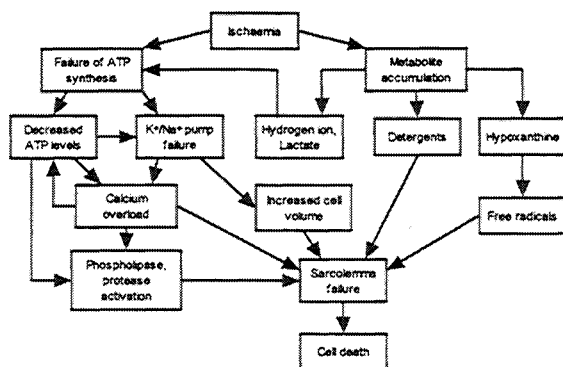 Ischaemia
Failure of ATP
synthesis
Metabolite
accumulation
Decreased
ATP levels
K+/Na+ pump
failure
Hydrogen ion,
Lactate
Detergents
Hypoxanthine
Calcium
overload
Increased cell
volume
Free radicals
Phospholipase,
protease
activation
Sarcolemma
failure
Cell death